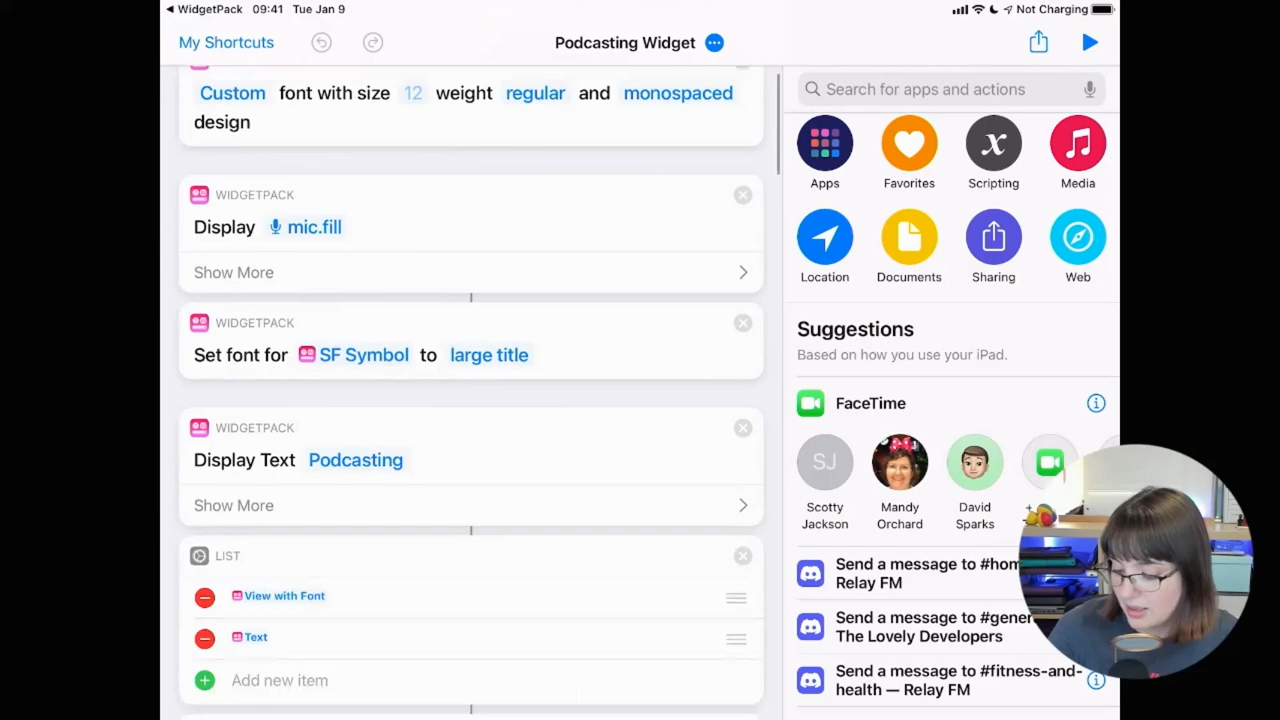 ◀ WidgetPack 09:41 Tue Jan 9
Not Charging
My Shortcuts
Podcasting Widget
Custom font with size 12 weight regular and monospaced
design
WIDGETPACK
Display mic.fill
Show More
WIDGETPACK
Set font for SF Symbol to large title
WIDGETPACK
Display Text Podcasting
Show More
LIST
View with Font
Text
Add new item
Search for apps and actions
Apps Favorites Scripting Media
Location Documents Sharing Web
Suggestions
Based on how you use your iPad.
FaceTime
SJ
Scotty Mandy David
Jackson Orchard Sparks
Send a message to #hom
Relay FM
Send a message to #gener
The Lovely Developers
Send a message to #fitness-and-
health — Relay FM